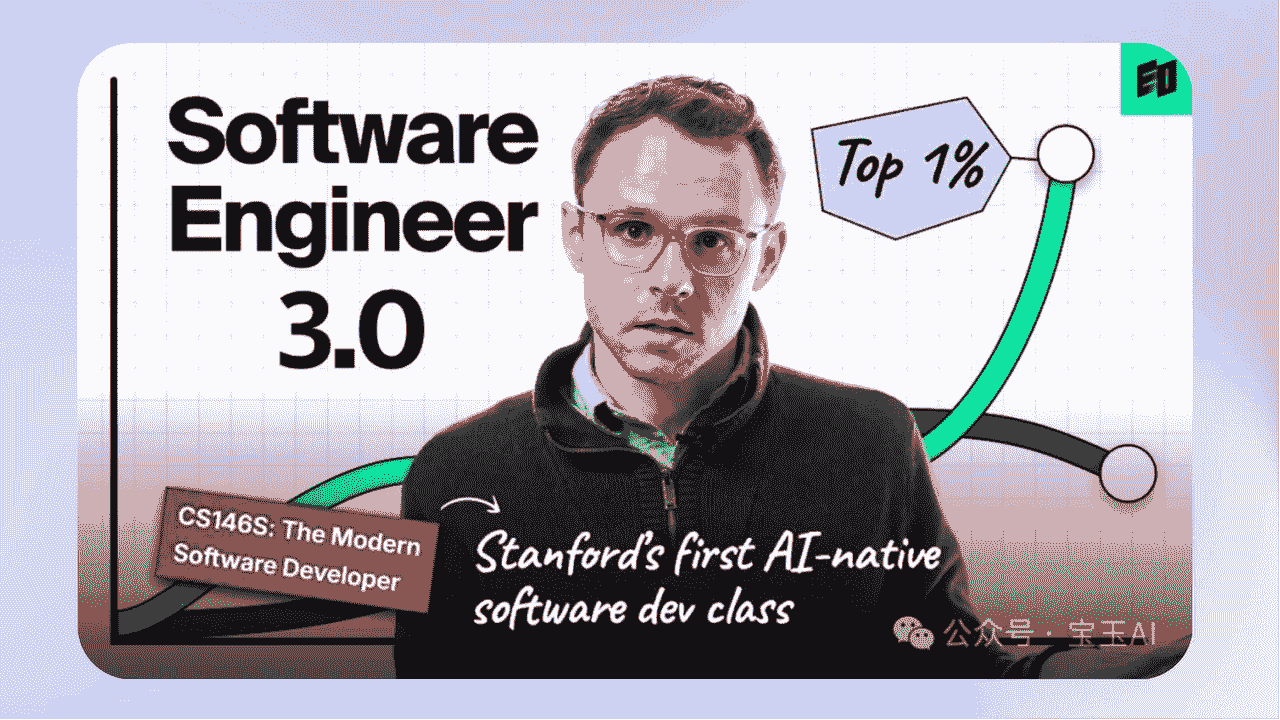 Software
Engineer
3.0
Top 1%
EO
CS146S: The Modern
Software Developer
Stanford's first AI-native
software dev class
公众号 · 宝玉AI